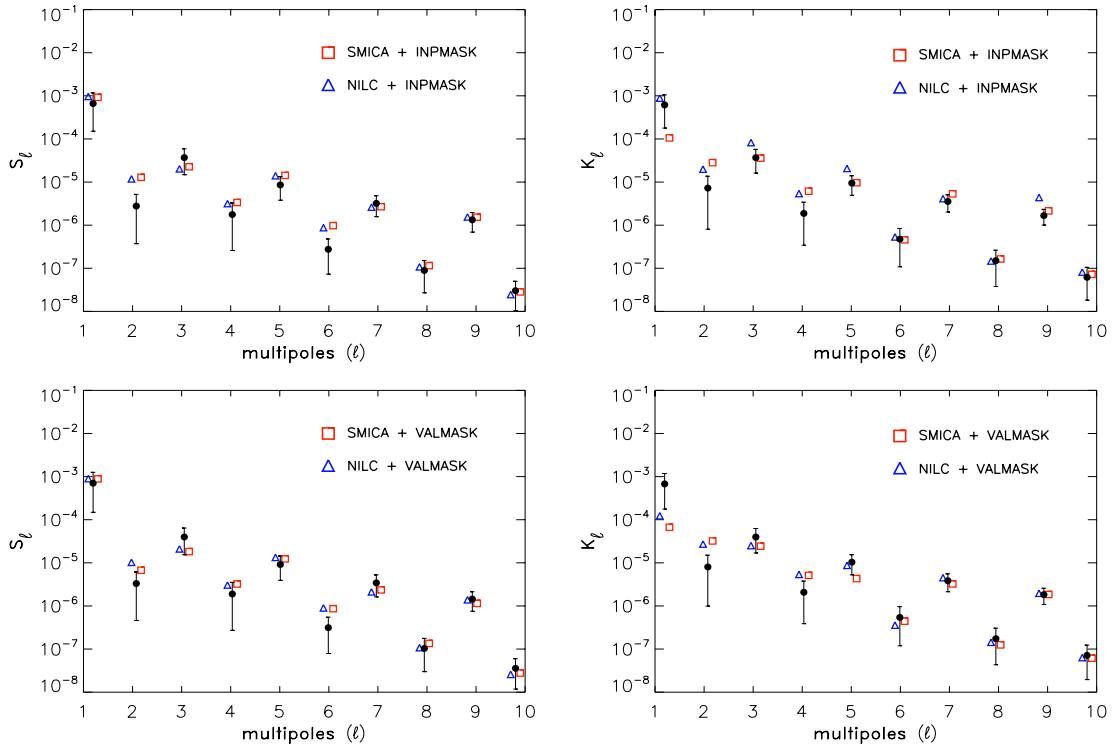 10⁻¹
10⁻²
10⁻³
10⁻⁴
10⁻⁵
10⁻⁶
10⁻⁷
10⁻⁸
S_ℓ
SMICA + INPMASK
NILC + INPMASK
1 2 3 4 5 6 7 8 9 10
multipoles (ℓ)
10⁻¹
10⁻²
10⁻³
10⁻⁴
10⁻⁵
10⁻⁶
10⁻⁷
10⁻⁸
K_ℓ
SMICA + INPMASK
NILC + INPMASK
1 2 3 4 5 6 7 8 9 10
multipoles (ℓ)
10⁻¹
10⁻²
10⁻³
10⁻⁴
10⁻⁵
10⁻⁶
10⁻⁷
10⁻⁸
S_ℓ
SMICA + VALMASK
NILC + VALMASK
1 2 3 4 5 6 7 8 9 10
multipoles (ℓ)
10⁻¹
10⁻²
10⁻³
10⁻⁴
10⁻⁵
10⁻⁶
10⁻⁷
10⁻⁸
K_ℓ
SMICA + VALMASK
NILC + VALMASK
1 2 3 4 5 6 7 8 9 10
multipoles (ℓ)